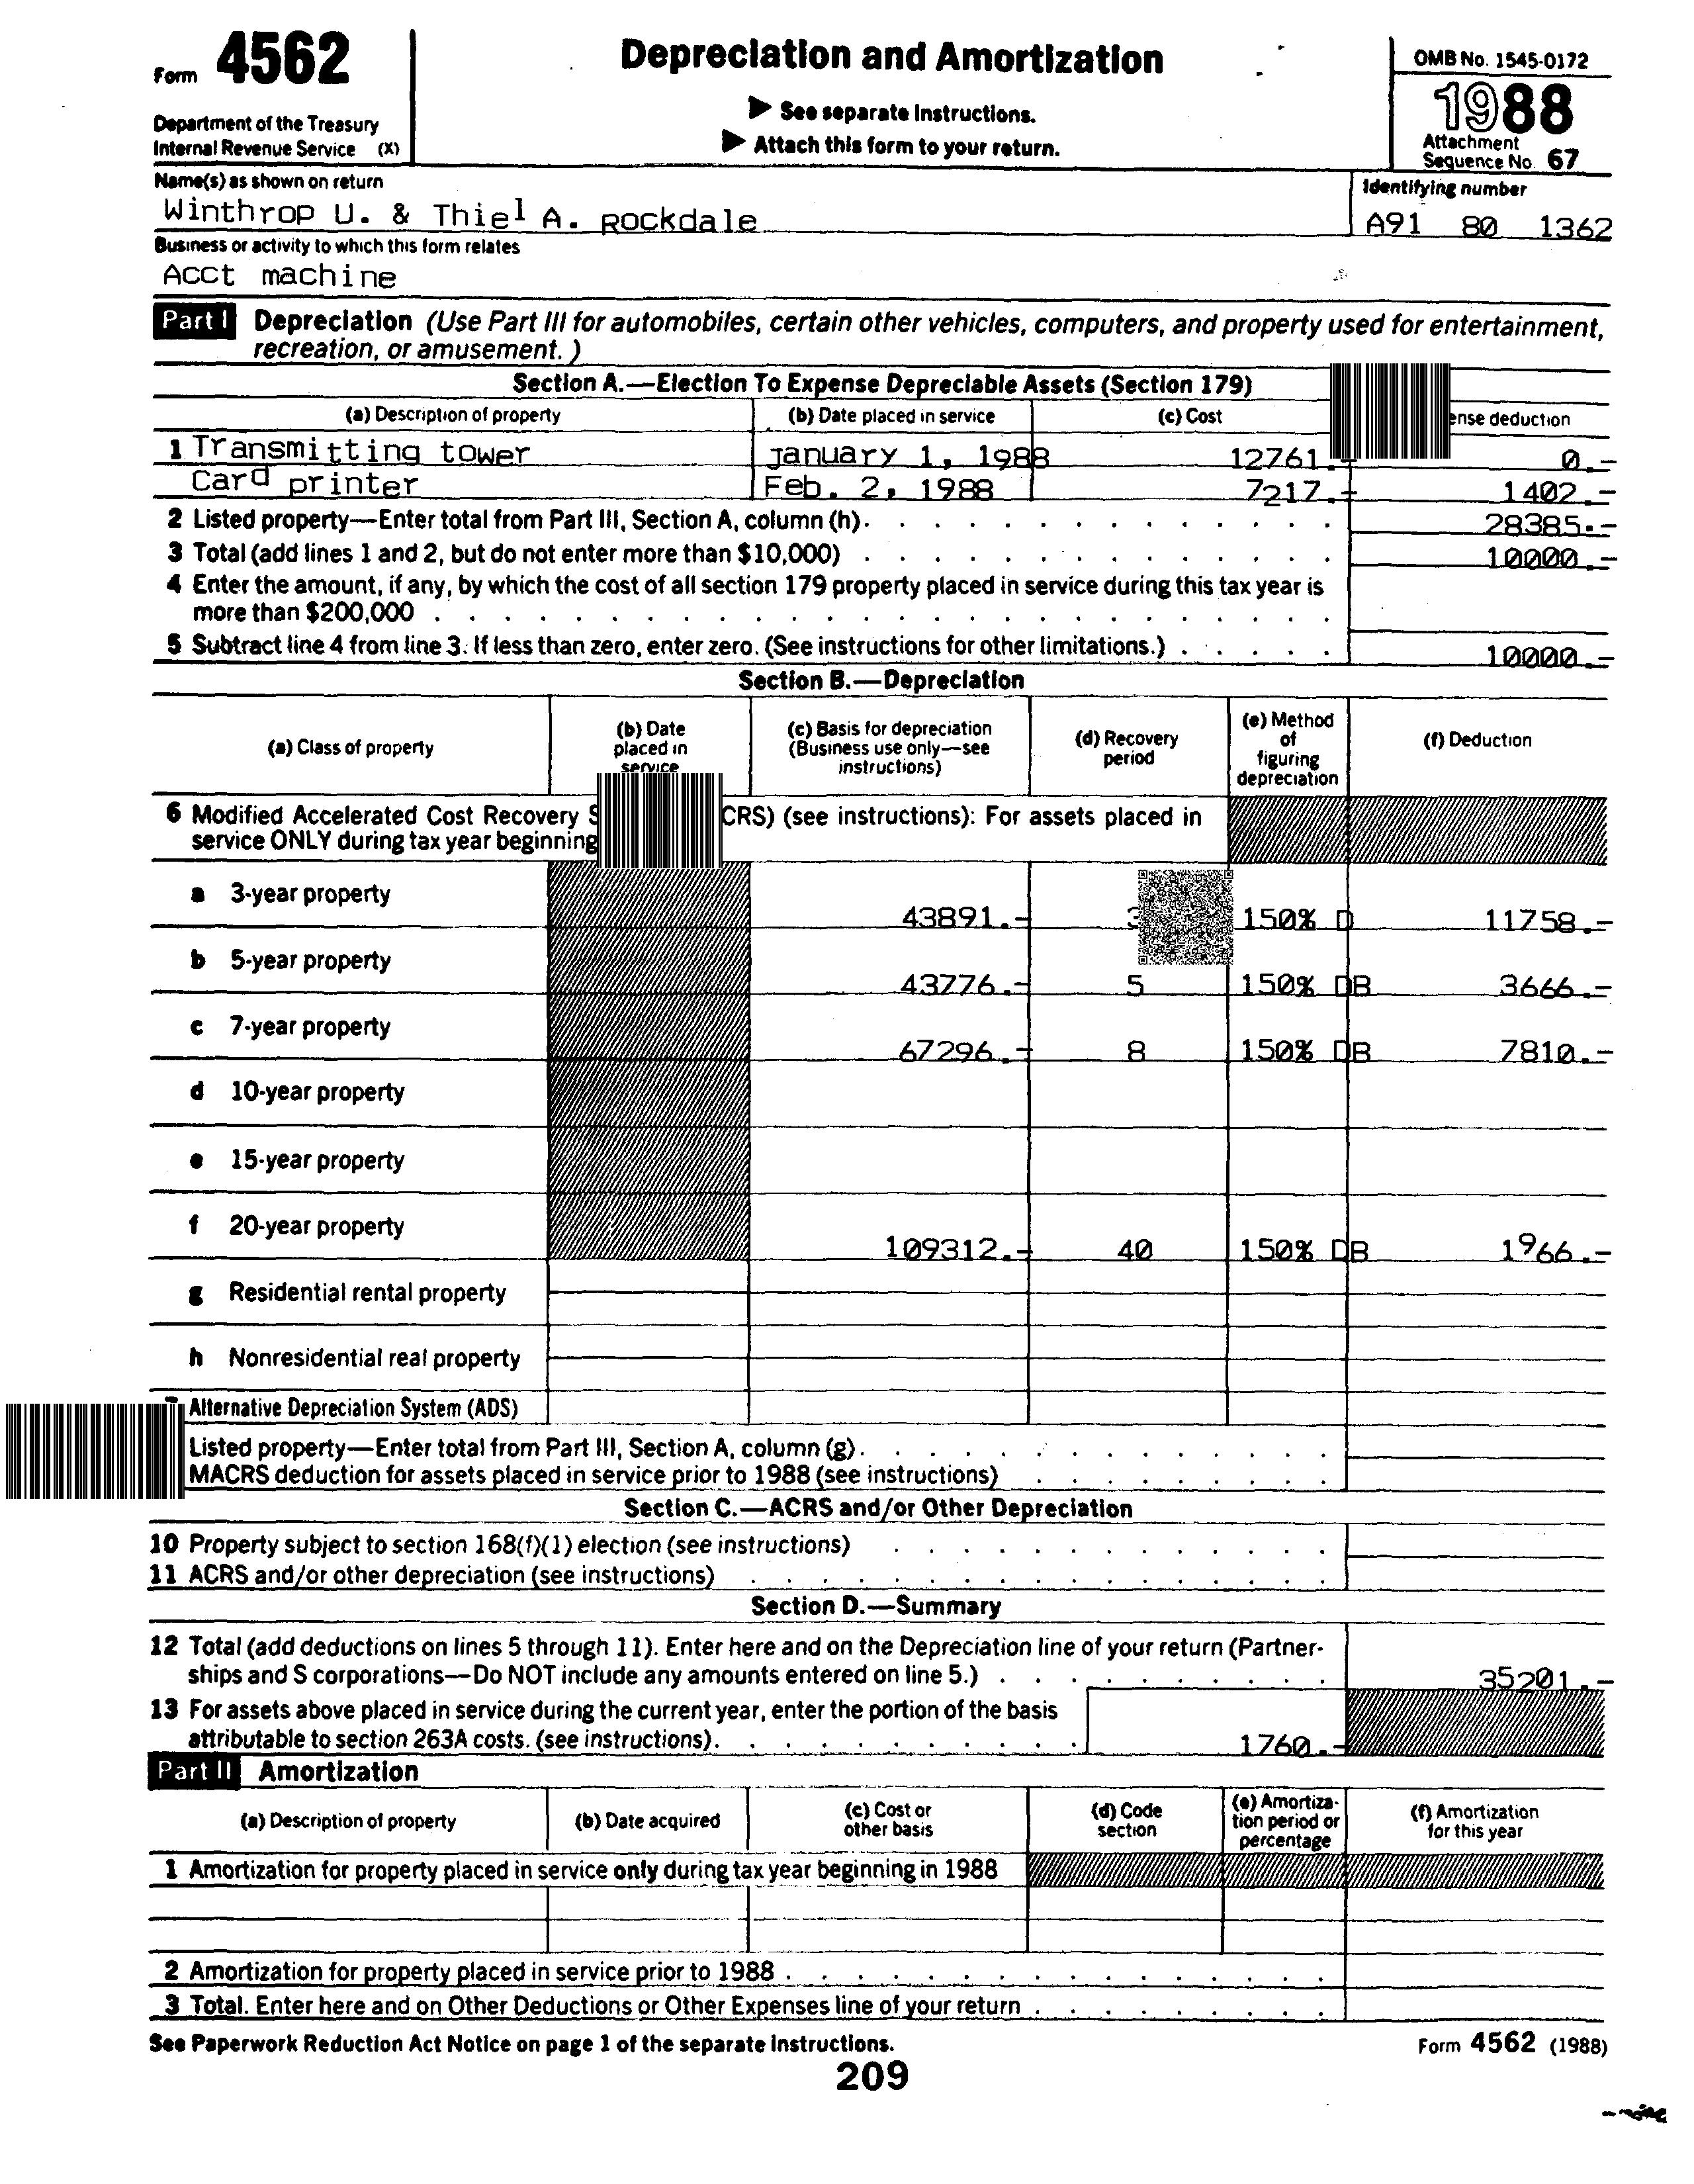 Form 4562
Depreciation and Amortization
OMB No. 1545-0172
1988
▶ See separate instructions.
▶ Attach this form to your return.
Department of the Treasury
Internal Revenue Service (X)
Attachment
Sequence No. 67
Name(s) as shown on return
Identifying number
Winthrop U. & Thiel A. Rockdale
A91 80 1362
Business or activity to which this form relates
Acct machine
Part I Depreciation (Use Part III for automobiles, certain other vehicles, computers, and property used for entertainment,
recreation, or amusement.)
Section A.—Election To Expense Depreciable Assets (Section 179)
(a) Description of property (b) Date placed in service (c) Cost ense deduction
1 Transmitting tower January 1, 1988 12761.- 0.-
Card printer Feb. 2, 1988 7217.- 1402.-
2 Listed property—Enter total from Part III, Section A, column (h). 28385.-
3 Total (add lines 1 and 2, but do not enter more than $10,000) 10000.-
4 Enter the amount, if any, by which the cost of all section 179 property placed in service during this tax year is
more than $200,000
5 Subtract line 4 from line 3. If less than zero, enter zero. (See instructions for other limitations.) 10000.-
Section B.—Depreciation
(a) Class of property
(b) Date
placed in
service
(c) Basis for depreciation
(Business use only—see
instructions)
(d) Recovery
period
(e) Method
of
figuring
depreciation
(f) Deduction
6 Modified Accelerated Cost Recovery CRS) (see instructions): For assets placed in
service ONLY during tax year beginning
a 3-year property 43891.- 150% D 11758.-
b 5-year property 43776.- 5 150% DB 3666.-
c 7-year property 67296.- 8 150% DB 7810.-
d 10-year property
e 15-year property
f 20-year property 109312.- 40 150% DB 1966.-
g Residential rental property
h Nonresidential real property
Alternative Depreciation System (ADS)
Listed property—Enter total from Part III, Section A, column (g).
MACRS deduction for assets placed in service prior to 1988 (see instructions)
Section C.—ACRS and/or Other Depreciation
10 Property subject to section 168(f)(1) election (see instructions)
11 ACRS and/or other depreciation (see instructions)
Section D.—Summary
12 Total (add deductions on lines 5 through 11). Enter here and on the Depreciation line of your return (Partner-
ships and S corporations—Do NOT include any amounts entered on line 5.) 35201.-
13 For assets above placed in service during the current year, enter the portion of the basis
attributable to section 263A costs. (see instructions). 1760.-
Part II Amortization
(a) Description of property
(b) Date acquired
(c) Cost or
other basis
(d) Code
section
(e) Amortiza-
tion period or
percentage
(f) Amortization
for this year
1 Amortization for property placed in service only during tax year beginning in 1988
2 Amortization for property placed in service prior to 1988
3 Total. Enter here and on Other Deductions or Other Expenses line of your return
See Paperwork Reduction Act Notice on page 1 of the separate instructions.
Form 4562 (1988)
209